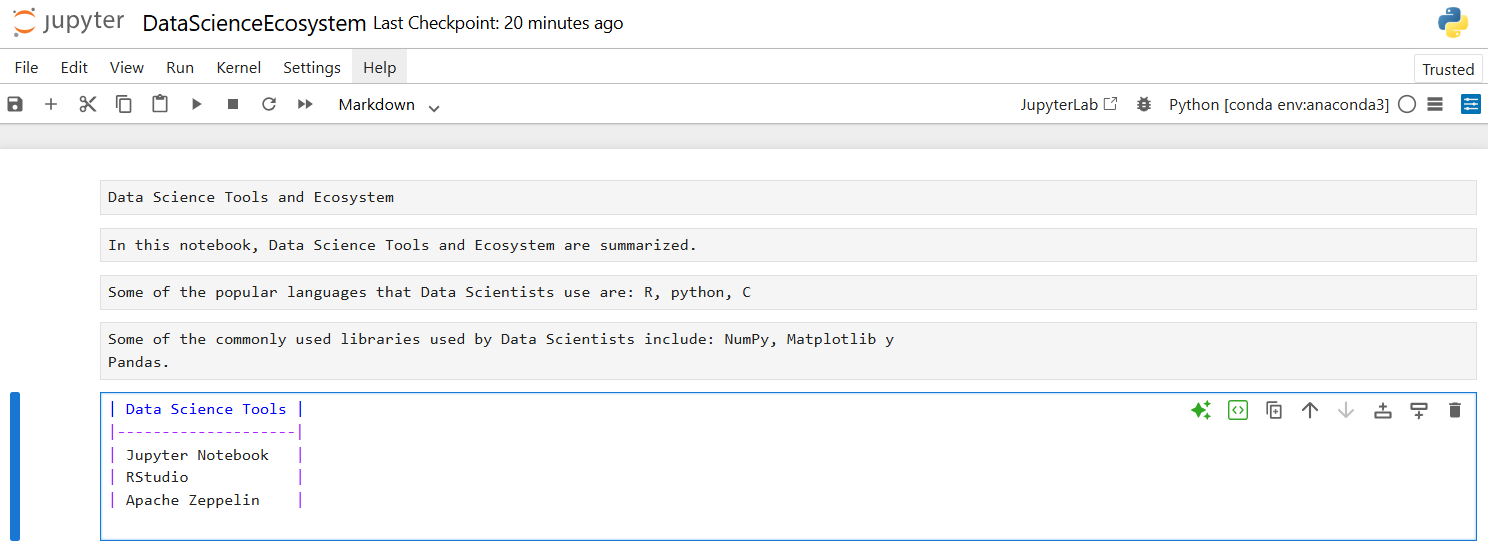 jupyter DataScienceEcosystem Last Checkpoint: 20 minutes ago
File Edit View Run Kernel Settings Help
Trusted
Markdown
JupyterLab
Python [conda env:anaconda3]
Data Science Tools and Ecosystem
In this notebook, Data Science Tools and Ecosystem are summarized.
Some of the popular languages that Data Scientists use are: R, python, C
Some of the commonly used libraries used by Data Scientists include: NumPy, Matplotlib y
Pandas.
| Data Science Tools |
|--------------------|
| Jupyter Notebook   |
| RStudio            |
| Apache Zeppelin    |